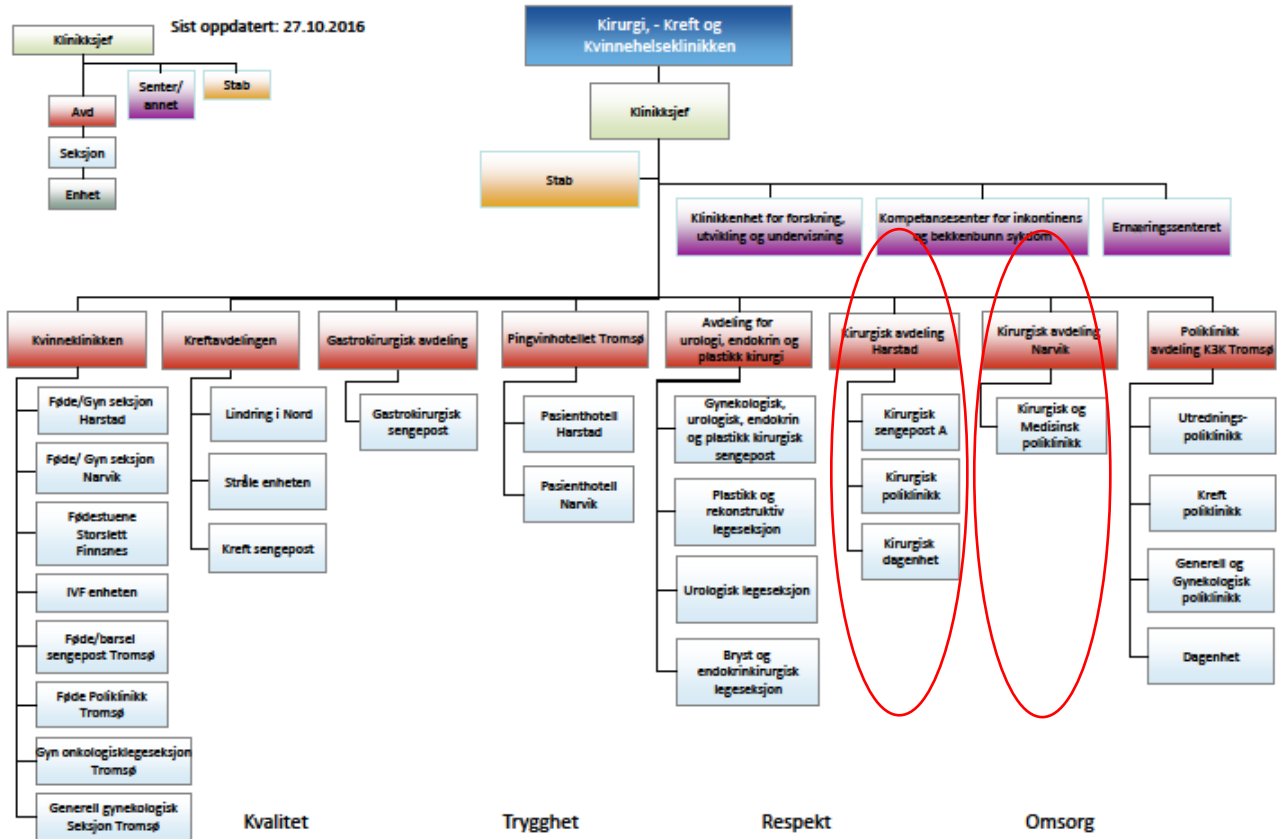 Sist oppdatert: 27.10.2016
Klinikksjef
Senter/
annet
Stab
Avd
Seksjon
Enhet
Kirurgi, - Kreft og
Kvinnehelseklinikken
Klinikksjef
Stab
Klinikkenhet for forskning,
utvikling og undervisning
Kompetansesenter for inkontinens
og bekkenbunn sykdom
Ernæringssenteret
Kvinneklinikken
Føde/Gyn seksjon
Harstad
Føde/ Gyn seksjon
Narvik
Fødestuene
Storslett
Finnsnes
IVF enheten
Føde/barsel
sengepost Tromsø
Føde Poliklinikk
Tromsø
Gyn onkologisklegeseksjon
Tromsø
Generell gynekologisk
Seksjon Tromsø
Kreftavdelingen
Lindring i Nord
Stråle enheten
Kreft sengepost
Gastrokirurgisk avdeling
Gastrokirurgisk
sengepost
Pingvinhotellet Tromsø
Pasienthotell
Harstad
Pasienthotell
Narvik
Avdeling for
urologi, endokrin og
plastikk kirurgi
Gynekologisk,
urologisk, endokrin
og plastikk kirurgisk
sengepost
Plastikk og
rekonstruktiv
legeseksjon
Urologisk legeseksjon
Bryst og
endokrinkirurgisk
legeseksjon
Kirurgisk avdeling
Harstad
Kirurgisk
sengepost A
Kirurgisk
poliklinikk
Kirurgisk
dagenhet
Kirurgisk avdeling
Narvik
Kirurgisk og
Medisinsk
poliklinikk
Poliklinikk
avdeling K3K Tromsø
Utrednings-
poliklinikk
Kreft
poliklinikk
Generell og
Gynekologisk
poliklinikk
Dagenhet
Kvalitet
Trygghet
Respekt
Omsorg